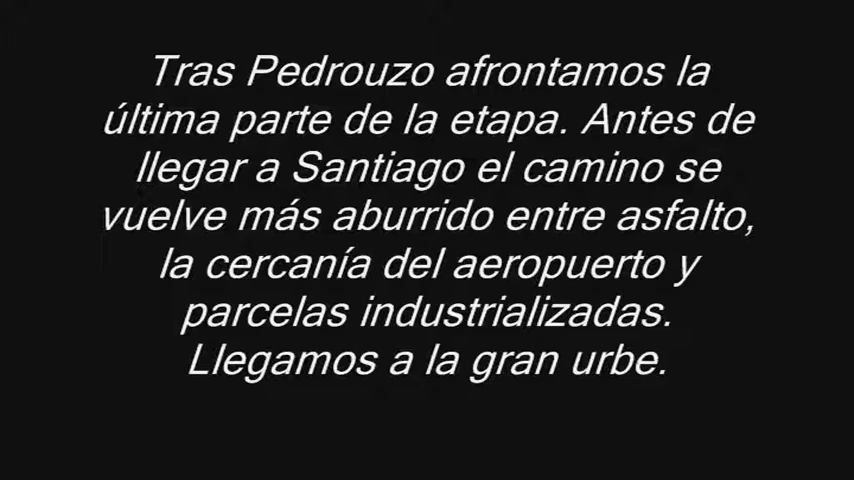 Tras Pedrouzo afrontamos la
última parte de la etapa. Antes de
llegar a Santiago el camino se
vuelve más aburrido entre asfalto,
la cercanía del aeropuerto y
parcelas industrializadas.
Llegamos a la gran urbe.